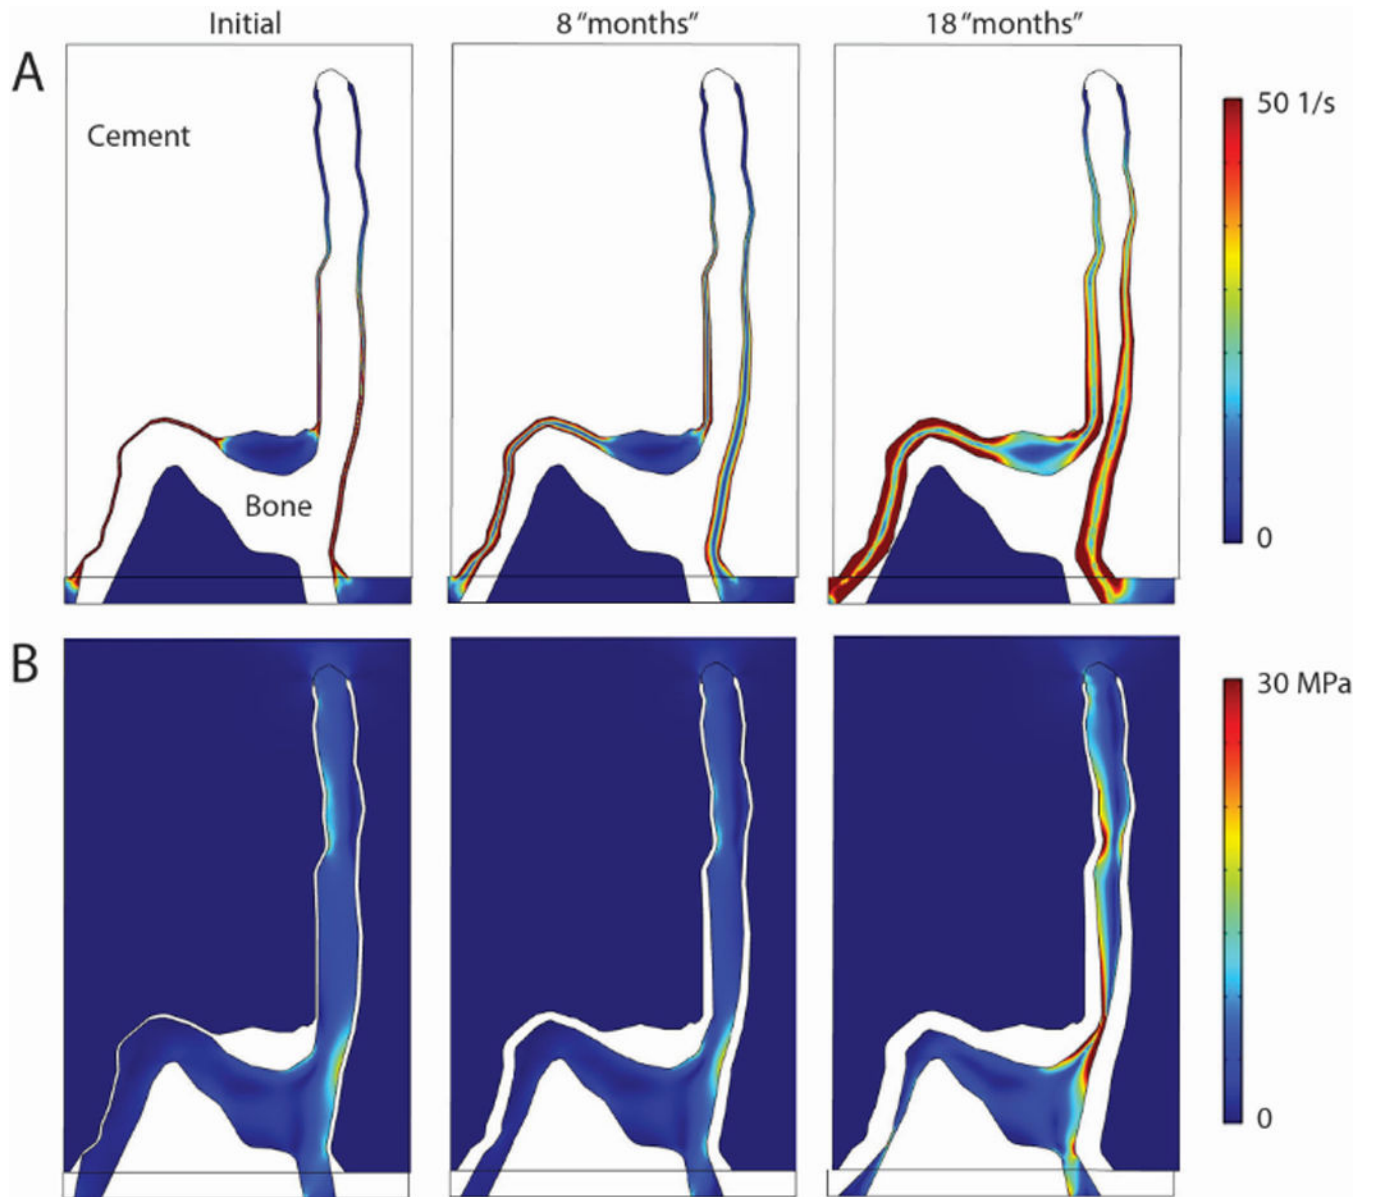 Initial
8 “months”
18 “months”
A
Cement
Bone
50 1/s
0
B
30 MPa
0